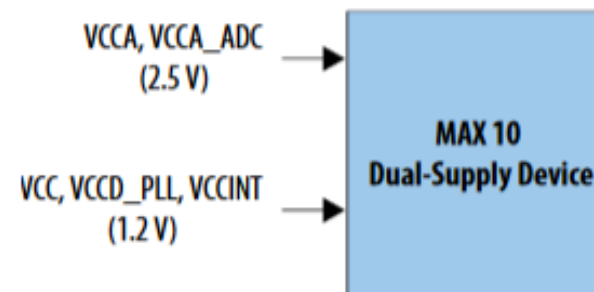 VCCA, VCCA_ADC
(2.5 V)
MAX 10
Dual-Supply Device
VCC, VCCD_PLL, VCCINT
(1.2 V)